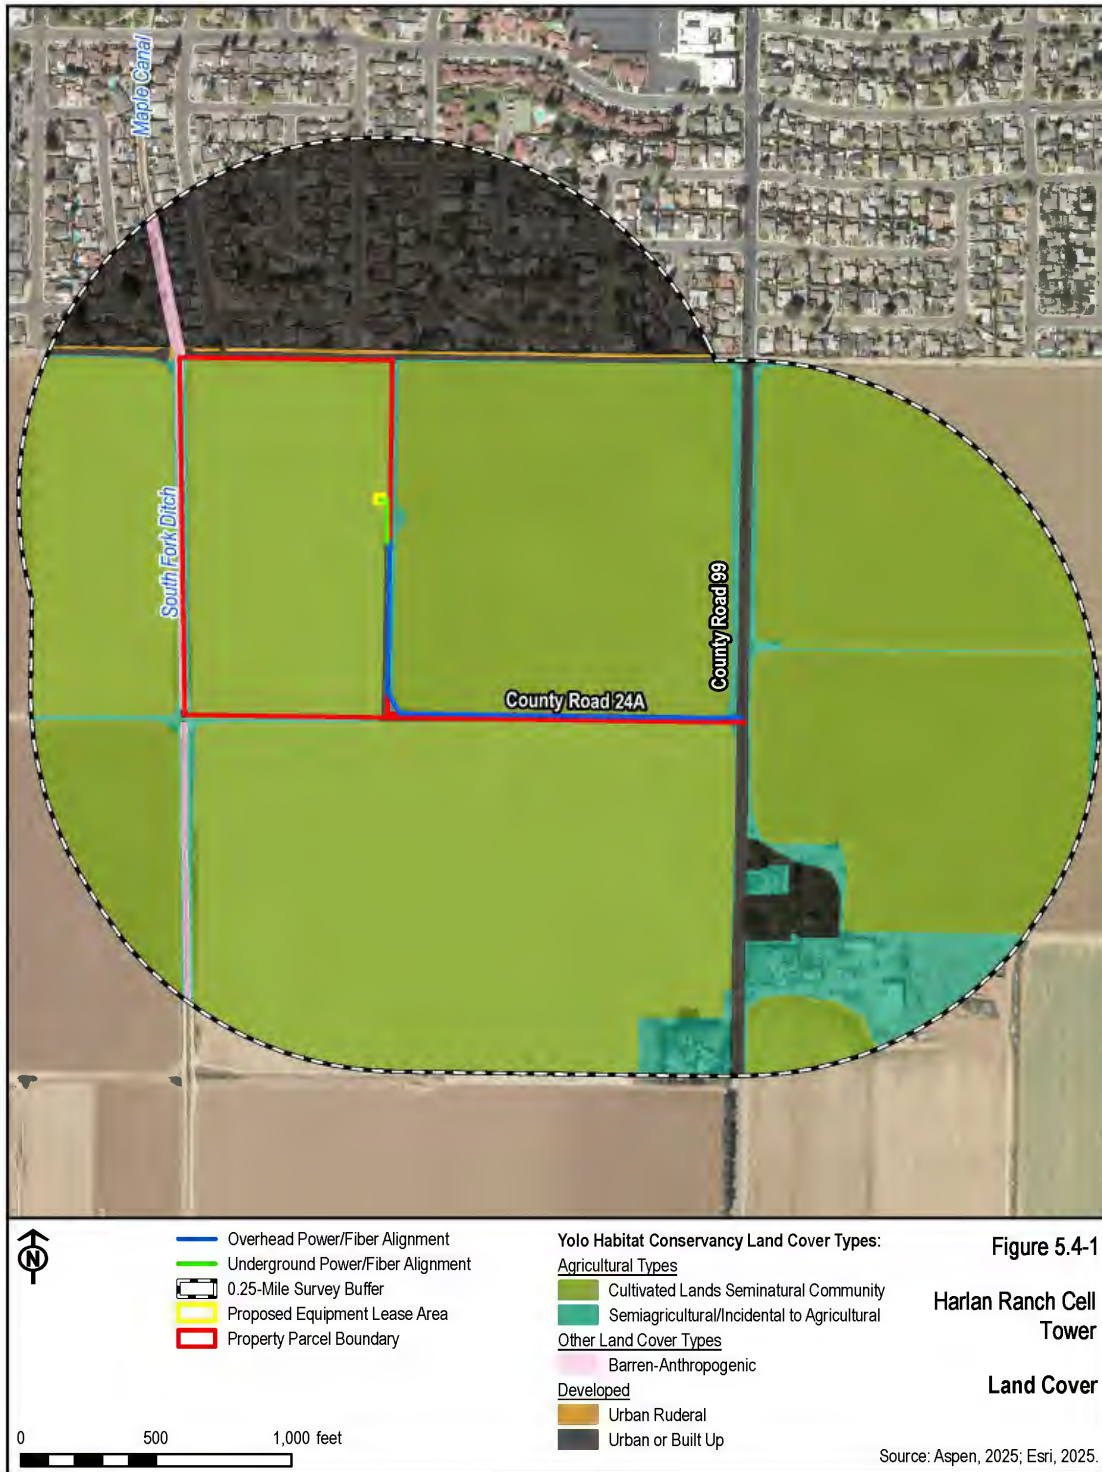 Maple Canal
South Fork Ditch
County Road 99
County Road 24A
N
Overhead Power/Fiber Alignment
Underground Power/Fiber Alignment
0.25-Mile Survey Buffer
Proposed Equipment Lease Area
Property Parcel Boundary
0 500 1,000 feet
Yolo Habitat Conservancy Land Cover Types:
Agricultural Types
Cultivated Lands Seminatural Community
Semiagricultural/Incidental to Agricultural
Other Land Cover Types
Barren-Anthropogenic
Developed
Urban Ruderal
Urban or Built Up
Figure 5.4-1
Harlan Ranch Cell
Tower
Land Cover
Source: Aspen, 2025; Esri, 2025.